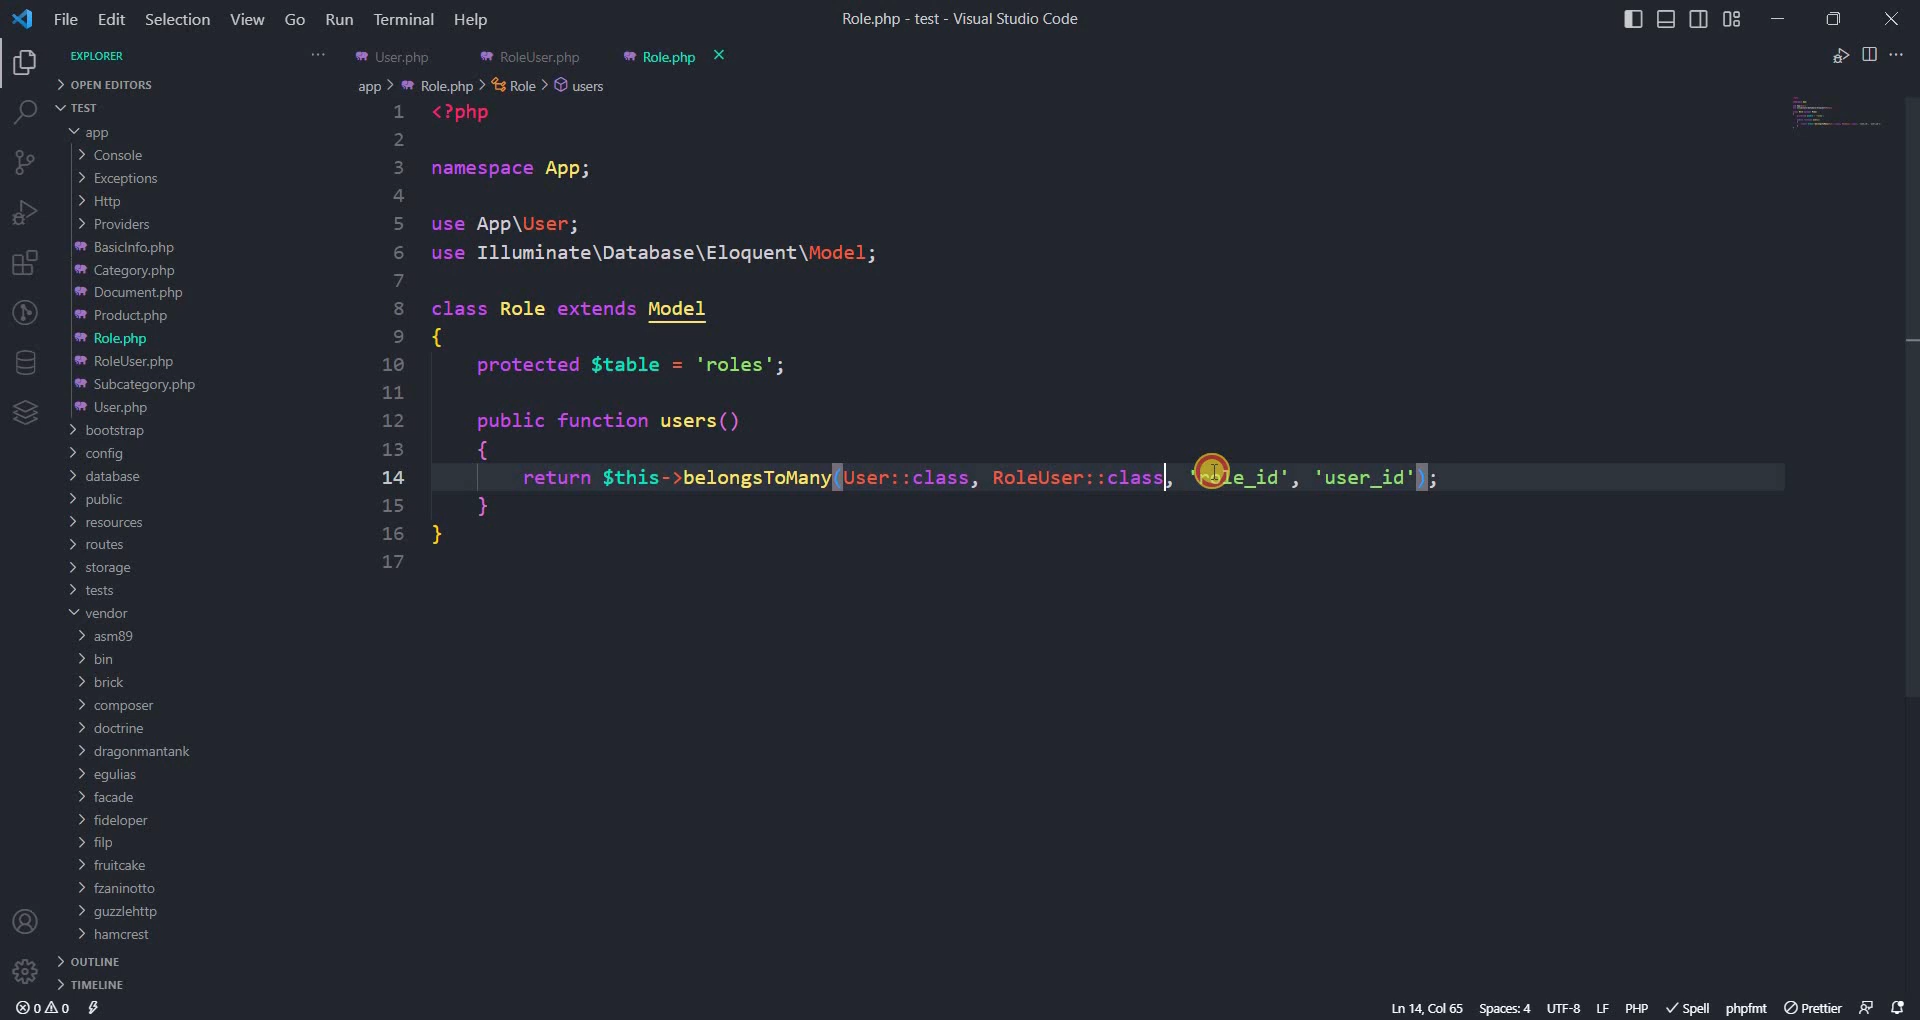 File Edit Selection View Go Run Terminal Help
Role.php - test - Visual Studio Code
EXPLORER
OPEN EDITORS
TEST
app
Console
Exceptions
Http
Providers
BasicInfo.php
Category.php
Document.php
Product.php
Role.php
RoleUser.php
Subcategory.php
User.php
bootstrap
config
database
public
resources
routes
storage
tests
vendor
asm89
bin
brick
composer
doctrine
dragonmantank
egulias
facade
fideloper
filp
fruitcake
fzaninotto
guzzlehttp
hamcrest
OUTLINE
TIMELINE
User.php RoleUser.php Role.php
app > Role.php > Role > users
1 <?php
2
3 namespace App;
4
5 use App\User;
6 use Illuminate\Database\Eloquent\Model;
7
8 class Role extends Model
9 {
10 protected $table = 'roles';
11
12 public function users()
13 {
14 return $this->belongsToMany(User::class, RoleUser::class, 'role_id', 'user_id');
15 }
16 }
17
0 0
Ln 14, Col 65 Spaces: 4 UTF-8 LF PHP Spell phpfmt Prettier